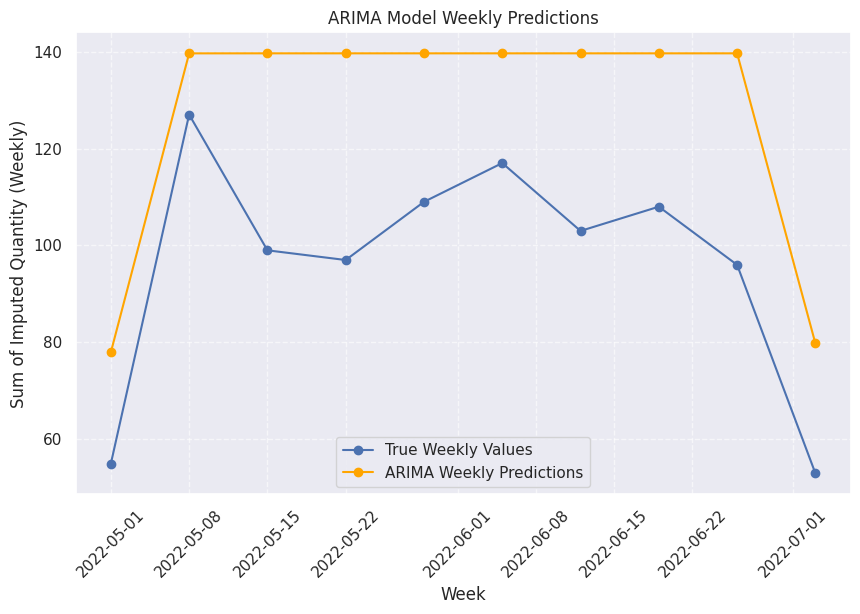 ARIMA Model Weekly Predictions
Sum of Imputed Quantity (Weekly)
140
120
100
80
60
True Weekly Values
ARIMA Weekly Predictions
2022-05-01
2022-05-08
2022-05-15
2022-05-22
2022-06-01
2022-06-08
2022-06-15
2022-06-22
2022-07-01
Week